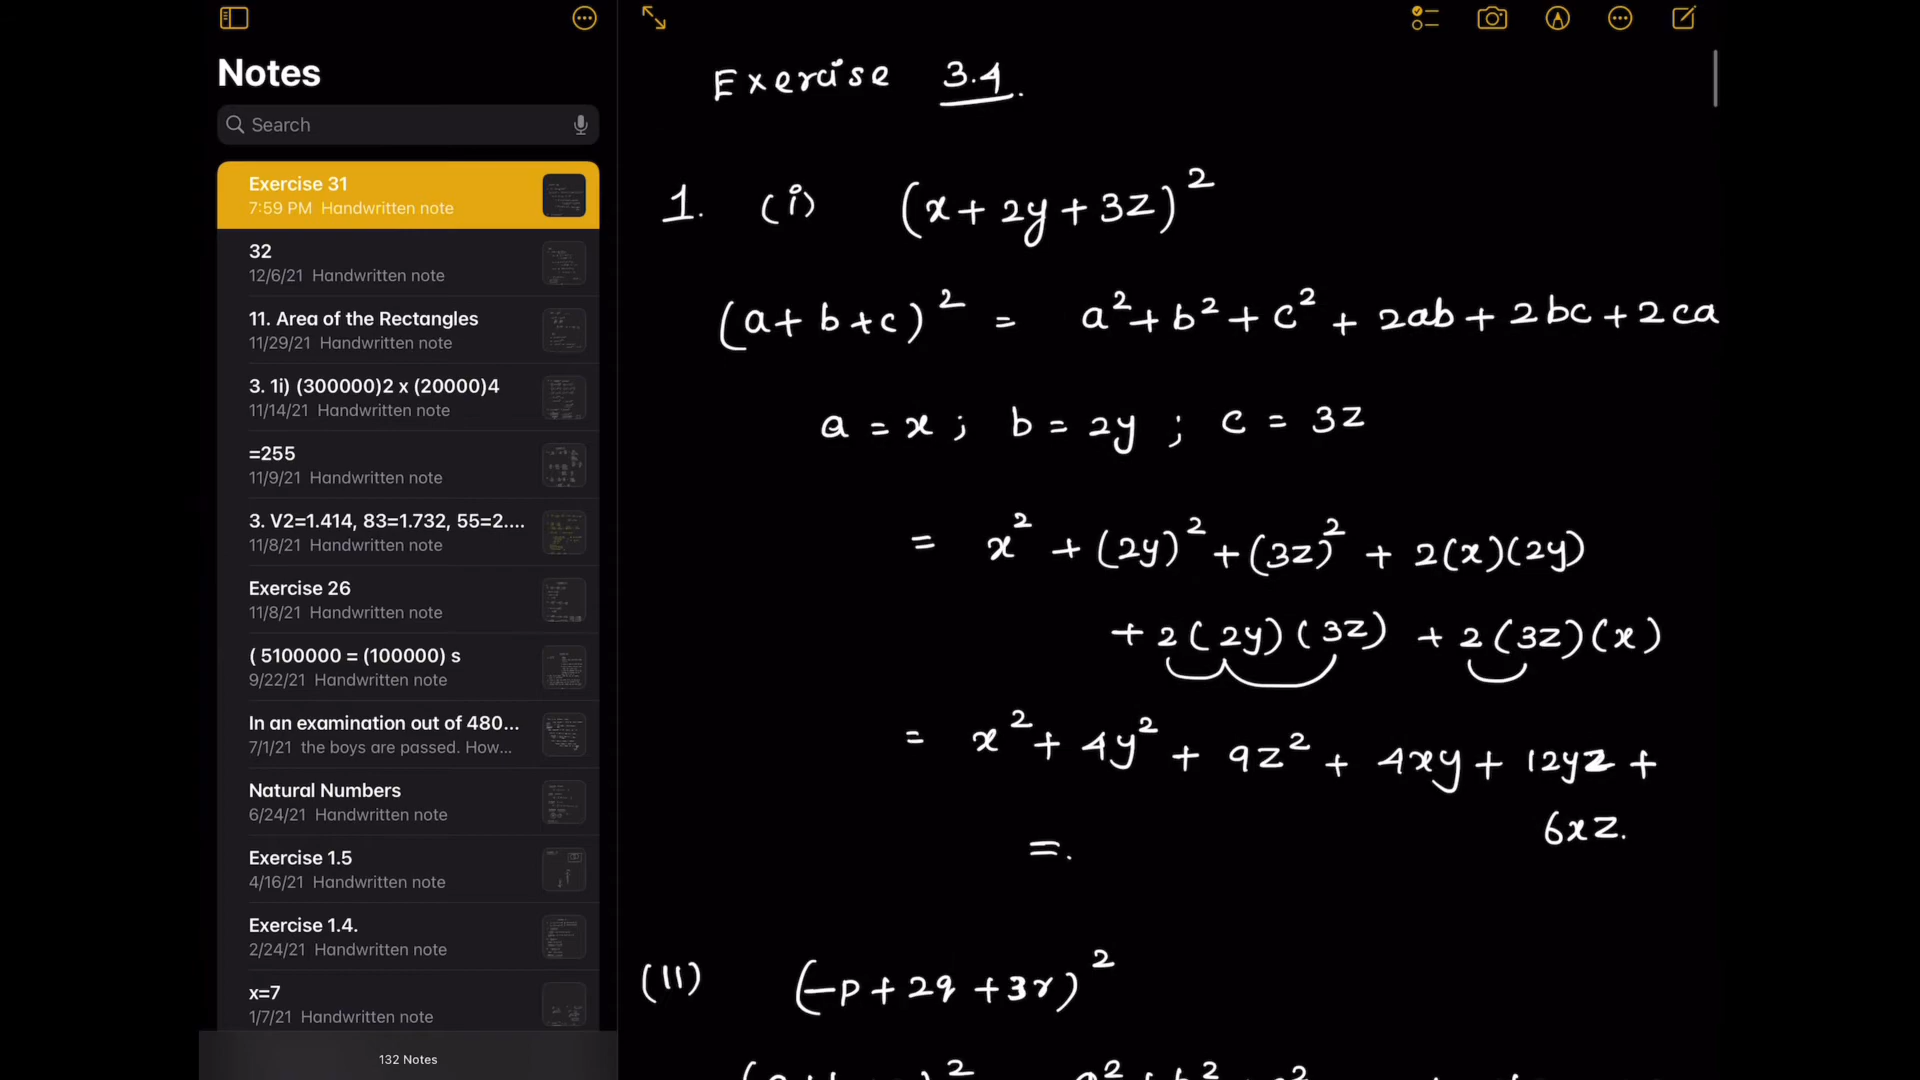 Notes
Search
Exercise 31
7:59 PM Handwritten note
32
12/6/21 Handwritten note
11. Area of the Rectangles
11/29/21 Handwritten note
3. 1i) (300000)2 x (20000)4
11/14/21 Handwritten note
=255
11/9/21 Handwritten note
3. V2=1.414, 83=1.732, 55=2....
11/8/21 Handwritten note
Exercise 26
11/8/21 Handwritten note
( 5100000 = (100000) s
9/22/21 Handwritten note
In an examination out of 480...
7/1/21 the boys are passed. How...
Natural Numbers
6/24/21 Handwritten note
Exercise 1.5
4/16/21 Handwritten note
Exercise 1.4.
2/24/21 Handwritten note
x=7
1/7/21 Handwritten note
132 Notes
Exercise 3.4.
1. (i) (x+2y+3z)²
(a+b+c)² = a²+b²+c²+2ab+2bc+2ca
a=x; b=2y; c=3z
= x²+(2y)²+(3z)²+2(x)(2y)
+2(2y)(3z)+2(3z)(x)
= x²+4y²+9z²+4xy+12yz+
6xz.
=.
(II) (-p+2q+3r)²